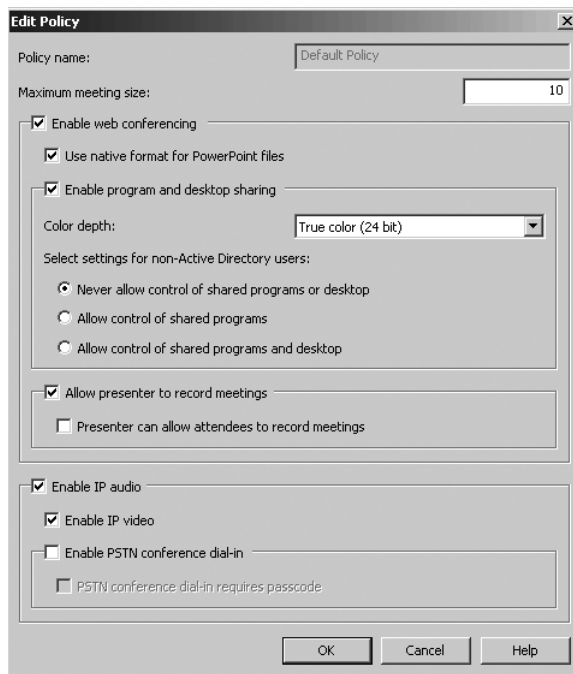 Edit Policy
Policy name: Default Policy
Maximum meeting size: 10
Enable web conferencing
Use native format for PowerPoint files
Enable program and desktop sharing
Color depth: True color (24 bit)
Select settings for non-Active Directory users:
Never allow control of shared programs or desktop
Allow control of shared programs
Allow control of shared programs and desktop
Allow presenter to record meetings
Presenter can allow attendees to record meetings
Enable IP audio
Enable IP video
Enable PSTN conference dial-in
PSTN conference dial-in requires passcode
OK Cancel Help